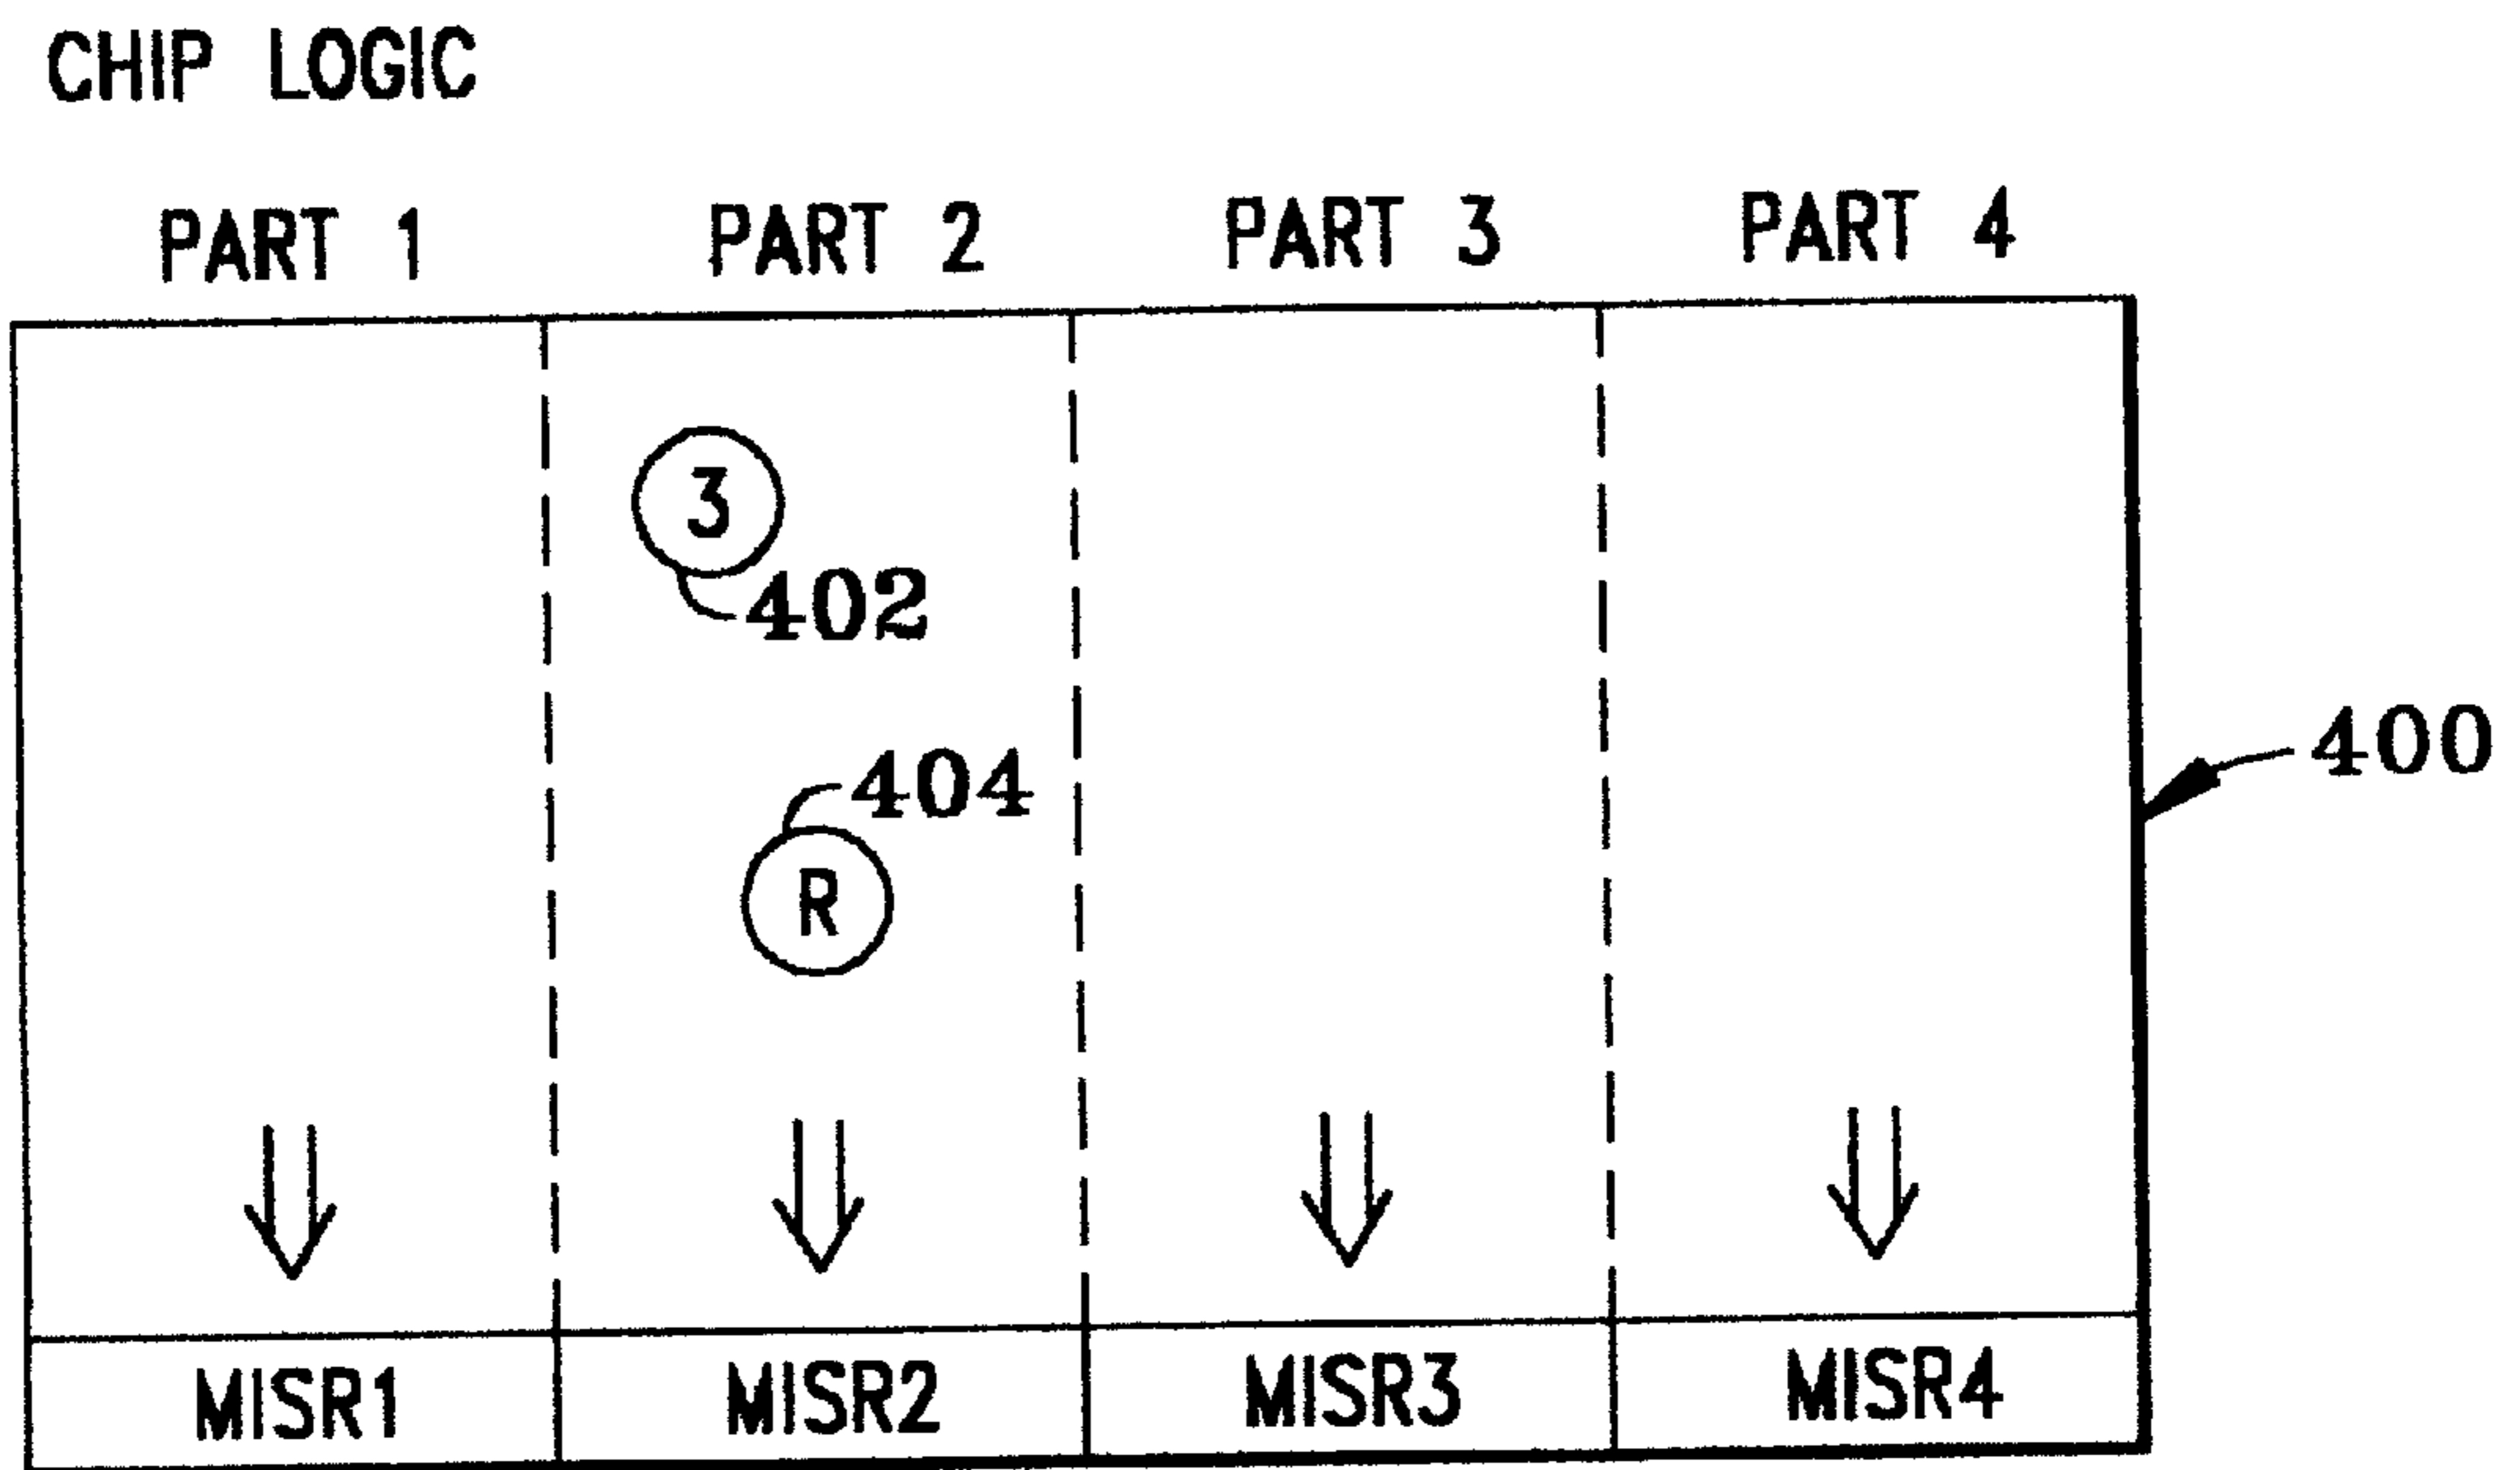 CHIP LOGIC
PART 1 PART 2 PART 3 PART 4
3
402
400
404
R
MISR1 MISR2 MISR3 MISR4